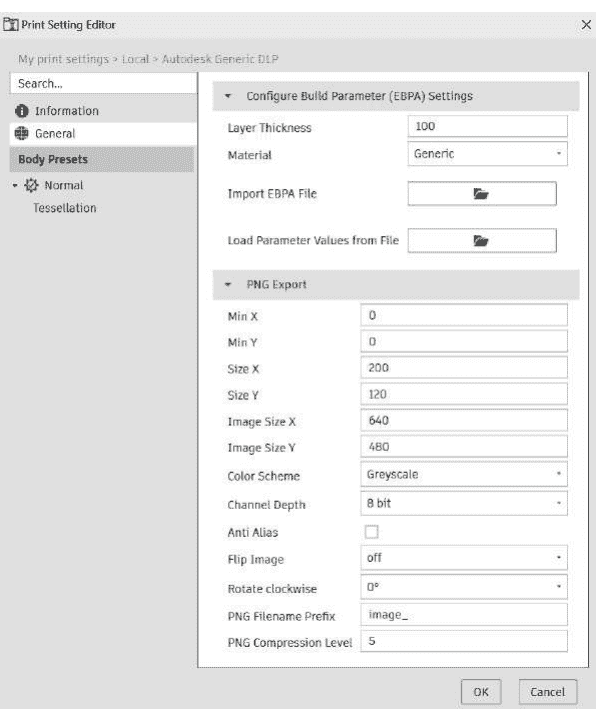 Print Setting Editor
My print settings > Local > Autodesk Generic DLP
Search...
Information
General
Body Presets
Normal
Tessellation
Configure Build Parameter (EBPA) Settings
Layer Thickness 100
Material Generic
Import EBPA File
Load Parameter Values from File
PNG Export
Min X 0
Min Y 0
Size X 200
Size Y 120
Image Size X 640
Image Size Y 480
Color Scheme Greyscale
Channel Depth 8 bit
Anti Alias
Flip Image off
Rotate clockwise 0°
PNG Filename Prefix image_
PNG Compression Level 5
OK Cancel